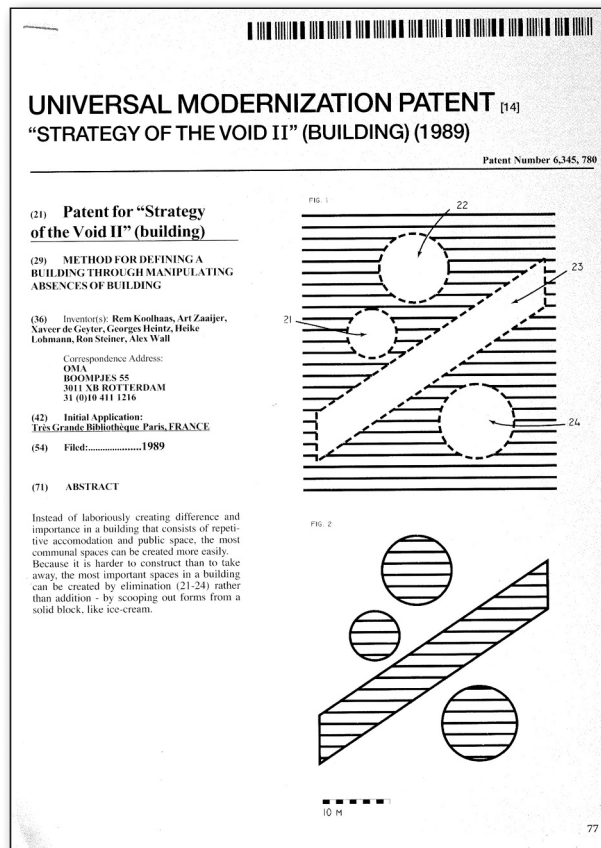 UNIVERSAL MODERNIZATION PATENT [14]
“STRATEGY OF THE VOID II” (BUILDING) (1989)
Patent Number 6,345, 780
(21) Patent for “Strategy
of the Void II” (building)
(29) METHOD FOR DEFINING A
BUILDING THROUGH MANIPULATING
ABSENCES OF BUILDING
(36) Inventor(s): Rem Koolhaas, Art Zaaijer,
Xaveer de Geyter, Georges Heintz, Heike
Lohmann, Ron Steiner, Alex Wall
Correspondence Address:
OMA
BOOMPJES 55
3011 XB ROTTERDAM
31 (0)10 411 1216
(42) Initial Application:
Très Grande Bibliothèque Paris, FRANCE
(54) Filed:......................1989
(71) ABSTRACT
Instead of laboriously creating difference and
importance in a building that consists of repeti-
tive accomodation and public space, the most
communal spaces can be created more easily.
Because it is harder to construct than to take
away, the most important spaces in a building
can be created by elimination (21-24) rather
than addition - by scooping out forms from a
solid block, like ice-cream.
FIG. 1
22
23
21
24
FIG. 2
10 M
77